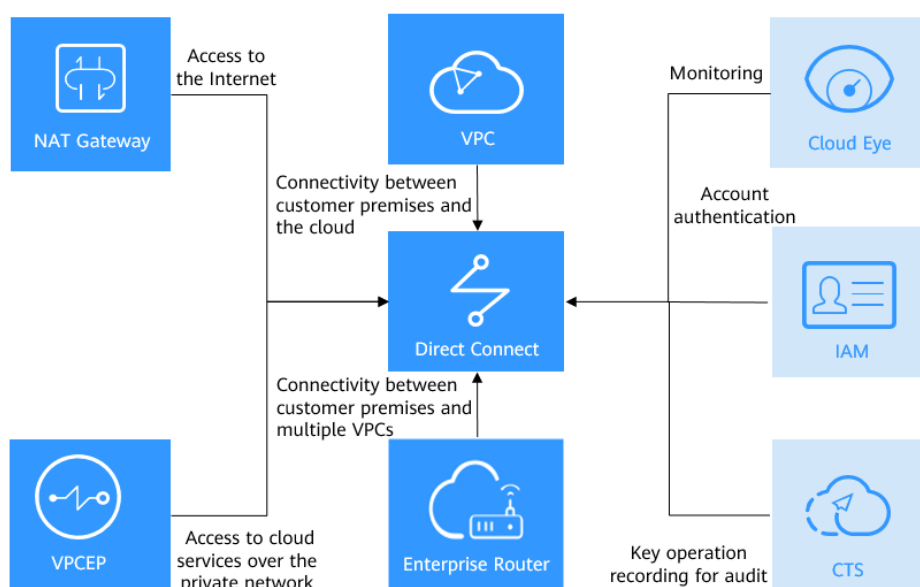 Access to
the Internet
NAT Gateway
VPC
Monitoring
Cloud Eye
Connectivity between
customer premises and
the cloud
Account
authentication
Direct Connect
IAM
Connectivity between
customer premises and
multiple VPCs
VPCEP
Access to cloud
services over the
private network
Enterprise Router
Key operation
recording for audit
CTS